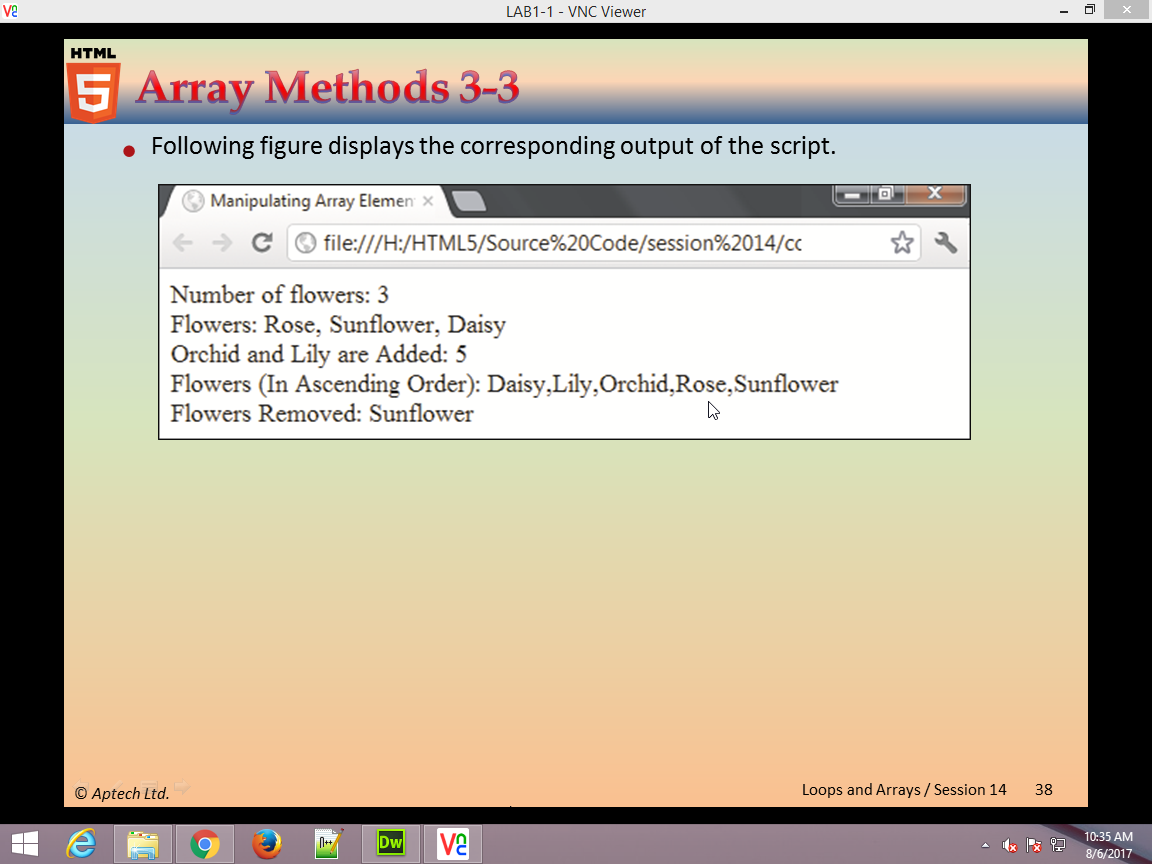 LAB1-1 - VNC Viewer
HTML
5
Array Methods 3-3
Following figure displays the corresponding output of the script.
Manipulating Array Elemen
file:///H:/HTML5/Source%20Code/session%2014/cc
Number of flowers: 3
Flowers: Rose, Sunflower, Daisy
Orchid and Lily are Added: 5
Flowers (In Ascending Order): Daisy,Lily,Orchid,Rose,Sunflower
Flowers Removed: Sunflower
© Aptech Ltd.
Loops and Arrays / Session 14
38
Dw
10:35 AM
8/6/2017